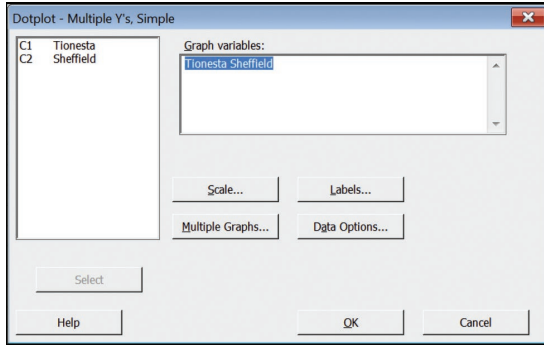 Dotplot - Multiple Y's, Simple
C1 Tionesta
C2 Sheffield
Graph variables:
Tionesta Sheffield
Scale...
Labels...
Multiple Graphs...
Data Options...
Select
Help
OK
Cancel